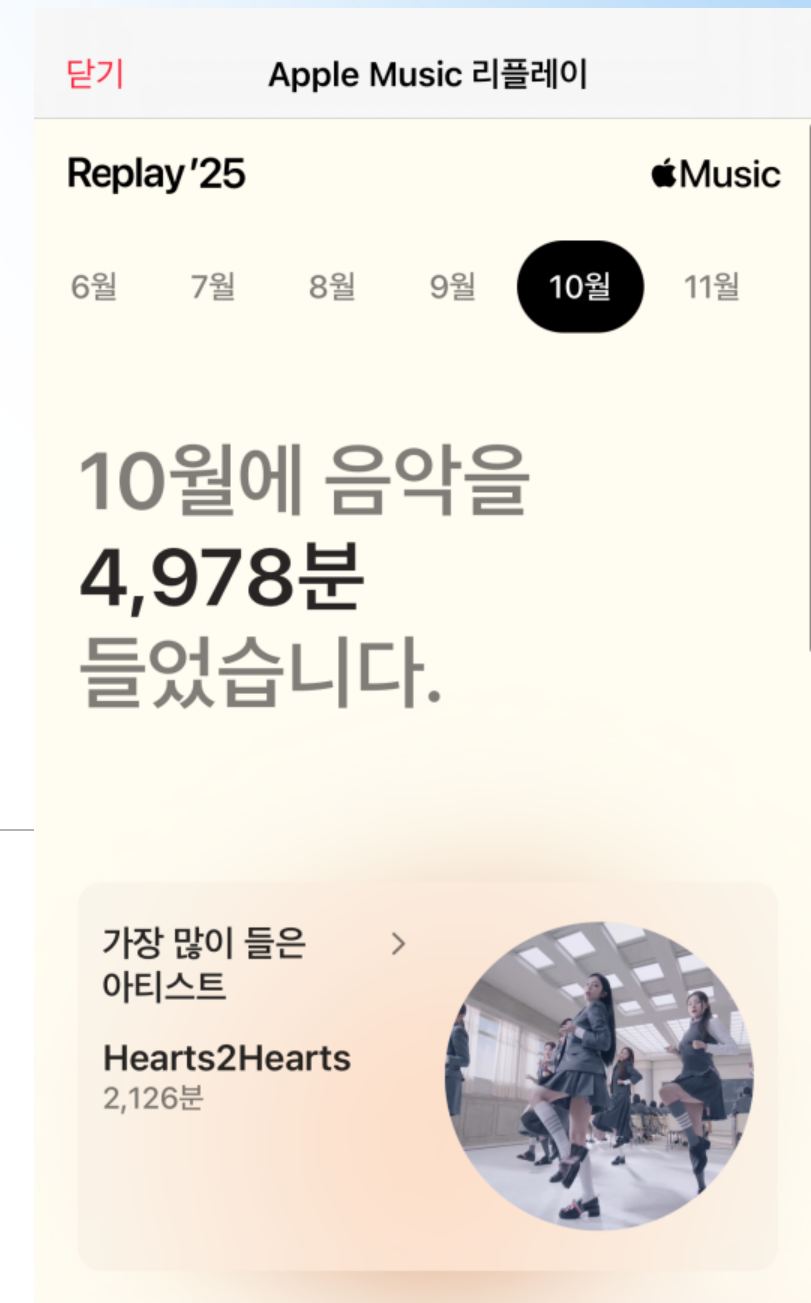 닫기 Apple Music 리플레이
Replay '25 Music
6월 7월 8월 9월 10월 11월
10월에 음악을
4,978분
들었습니다.
가장 많이 들은 >
아티스트
Hearts2Hearts
2,126분